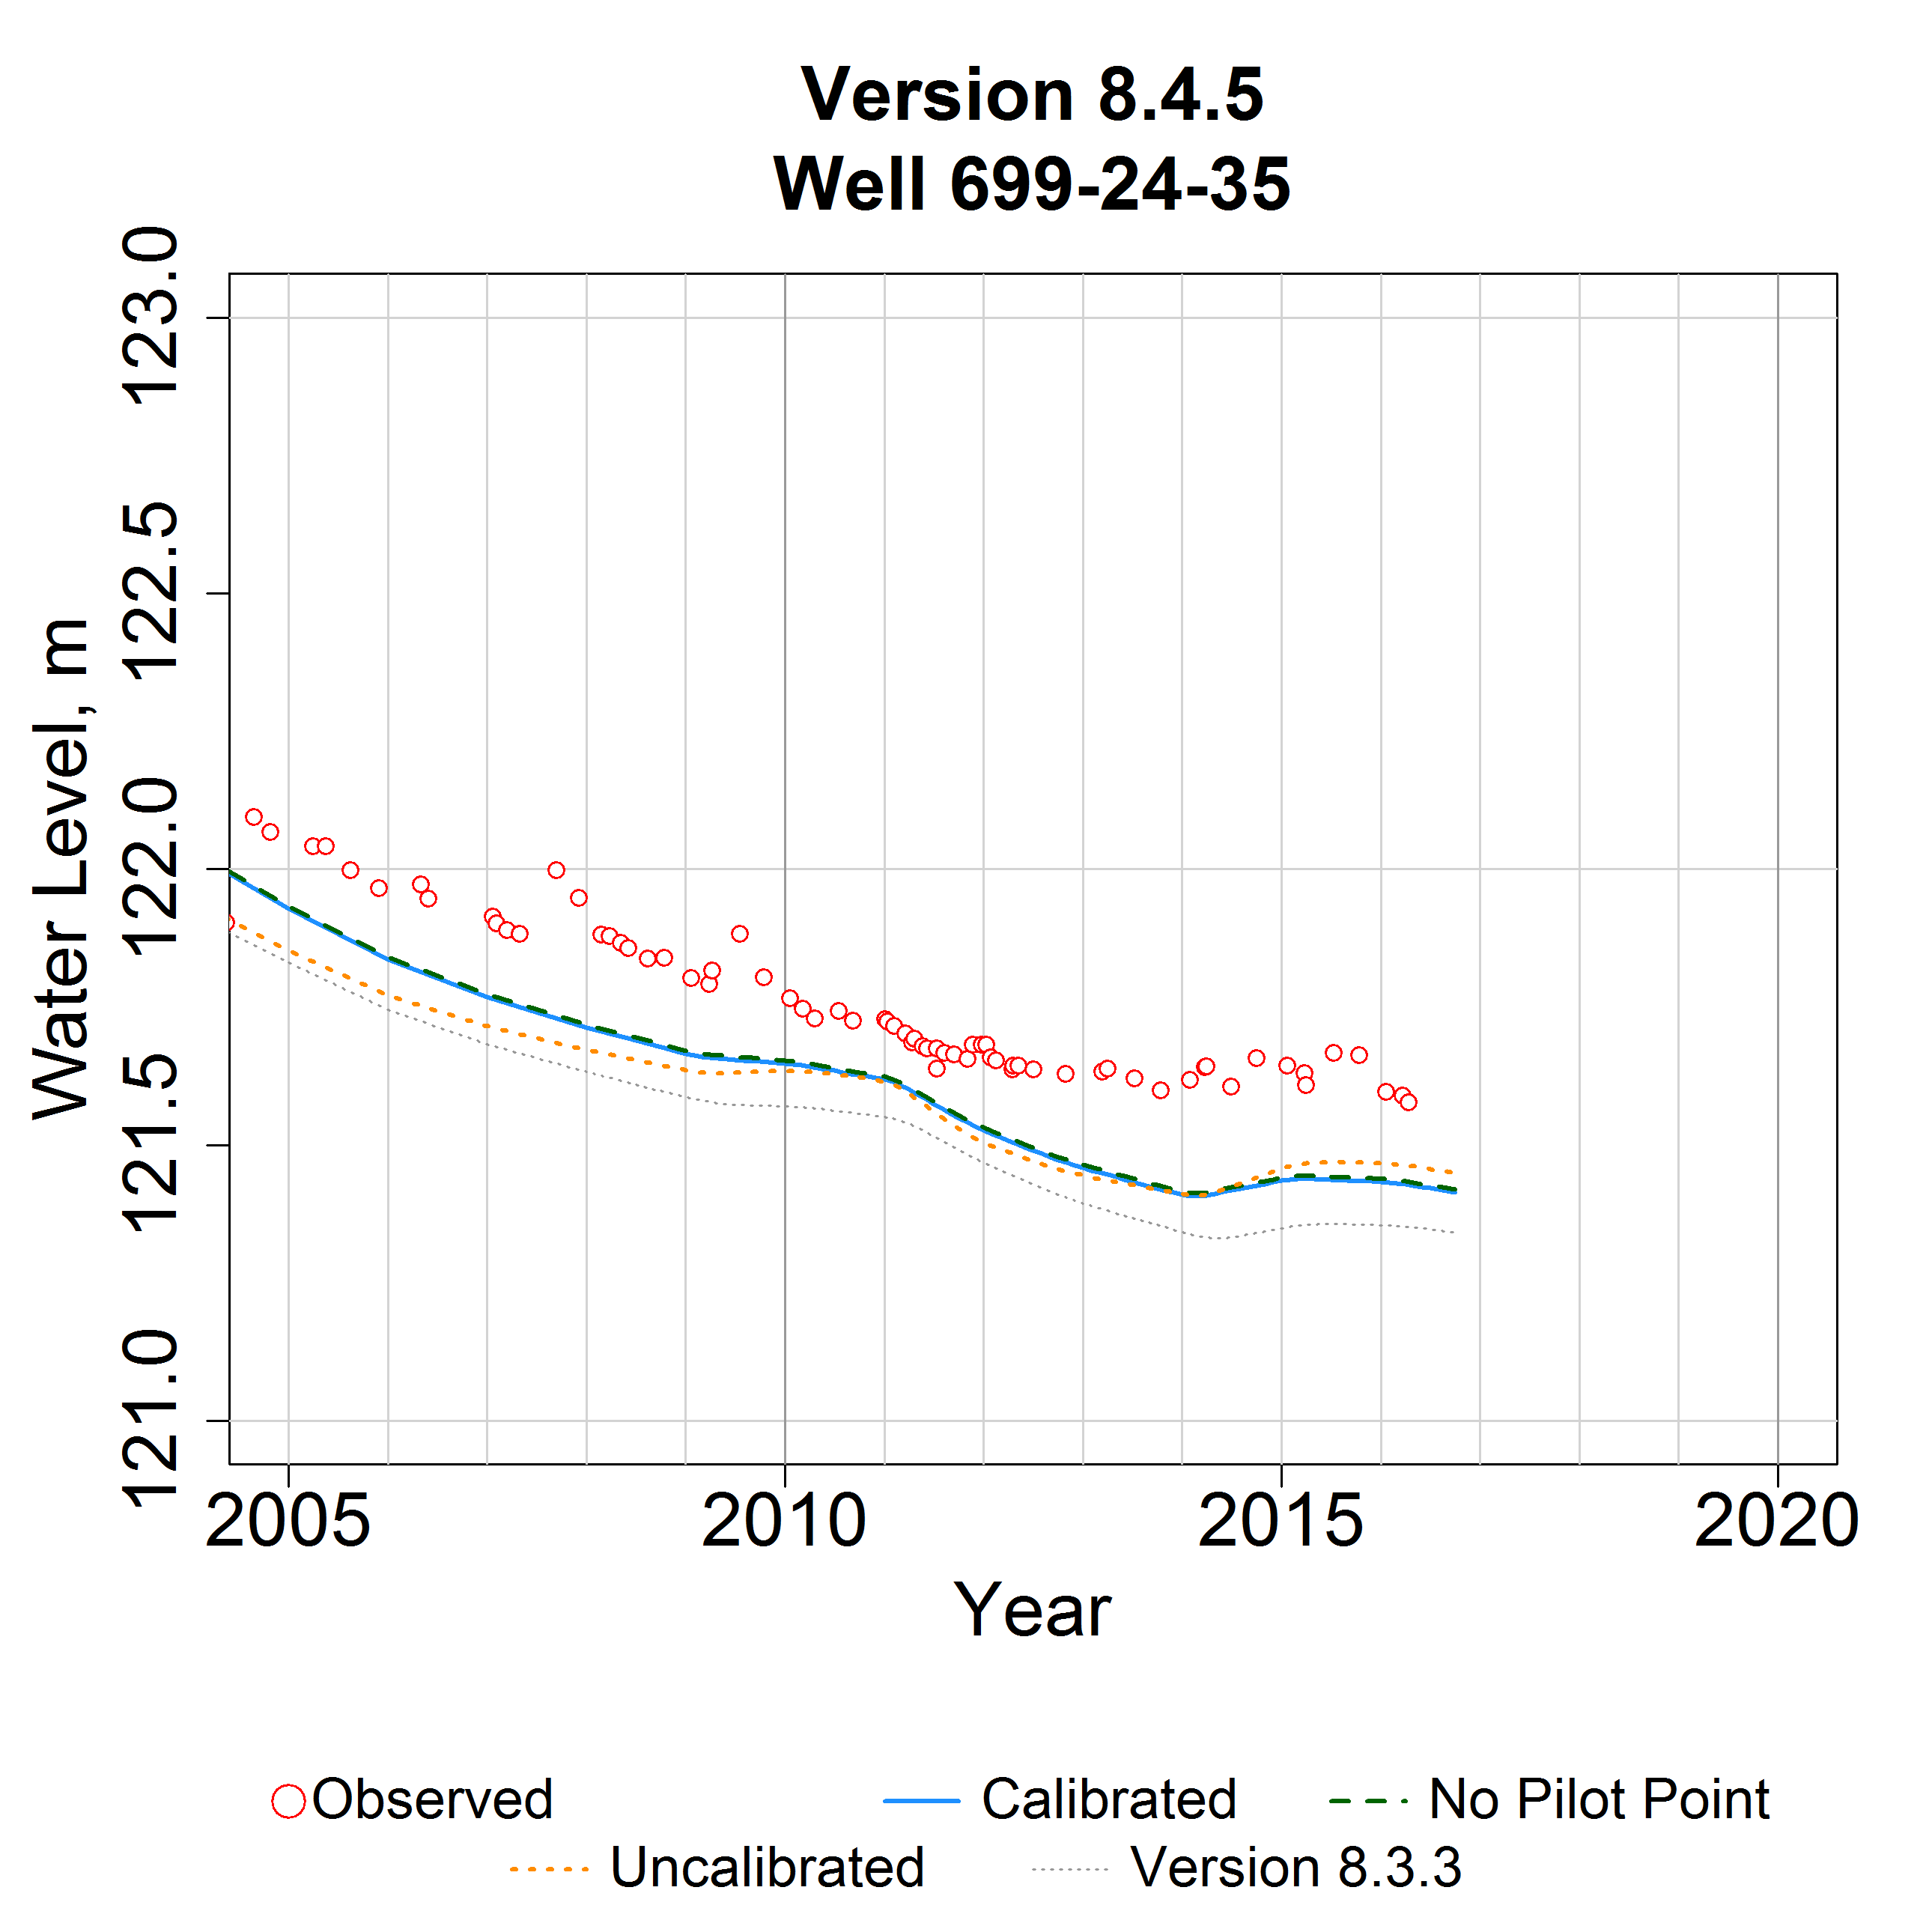 Version 8.4.5
Well 699-24-35
Water Level, m
123.0
122.5
122.0
121.5
121.0
2005 2010 2015 2020
Year
Observed Calibrated No Pilot Point
Uncalibrated Version 8.3.3